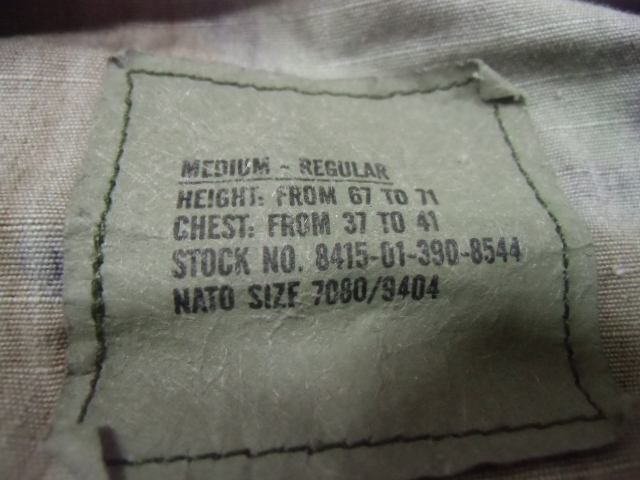 MEDIUM - REGULAR
HEIGHT: FROM 67 TO 71
CHEST: FROM 37 TO 41
STOCK NO. 8415-01-390-8544
NATO SIZE 7080/9404